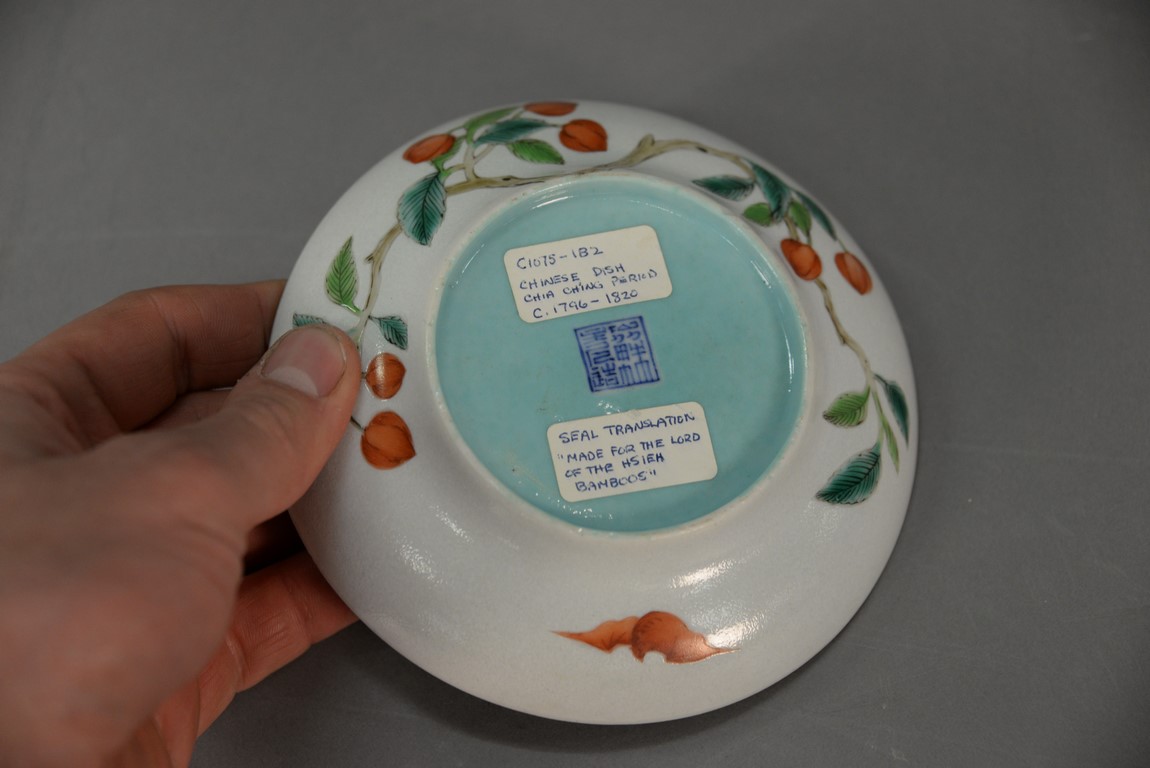 C1075-1B2
CHINESE DISH
CHIA CH'ING PERIOD
C. 1796-1820
SEAL TRANSLATION
"MADE FOR THE LORD
OF THE HSIEH
BAMBOOS"